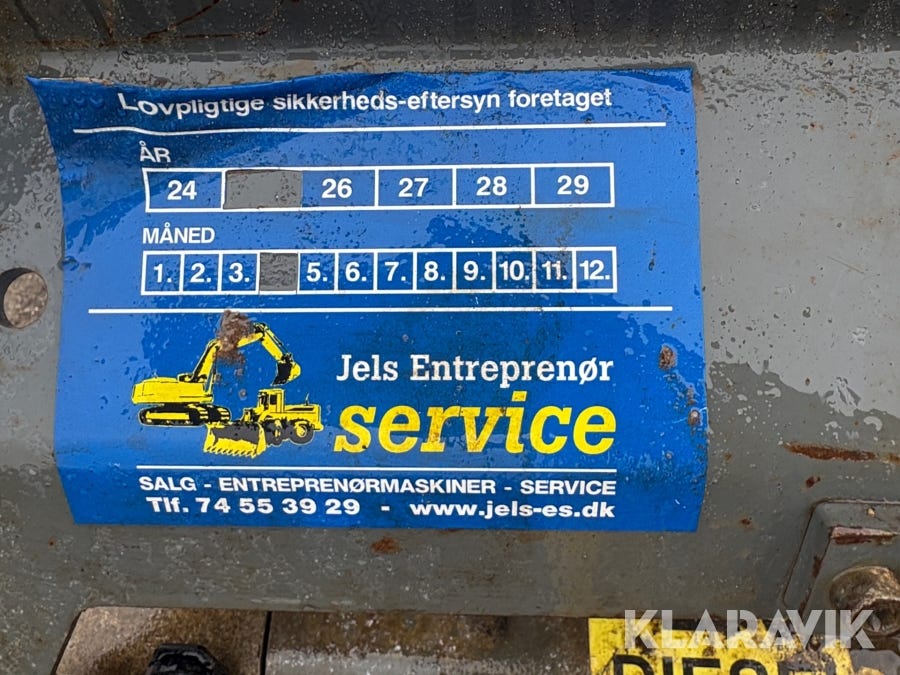 Lovpligtige sikkerheds-eftersyn foretaget
ÅR
24 26 27 28 29
MÅNED
1. 2. 3. 5. 6. 7. 8. 9. 10. 11. 12.
Jels Entreprenør
service
SALG - ENTREPRENØRMASKINER - SERVICE
Tlf. 74 55 39 29 - www.jels-es.dk
KLARAVIK